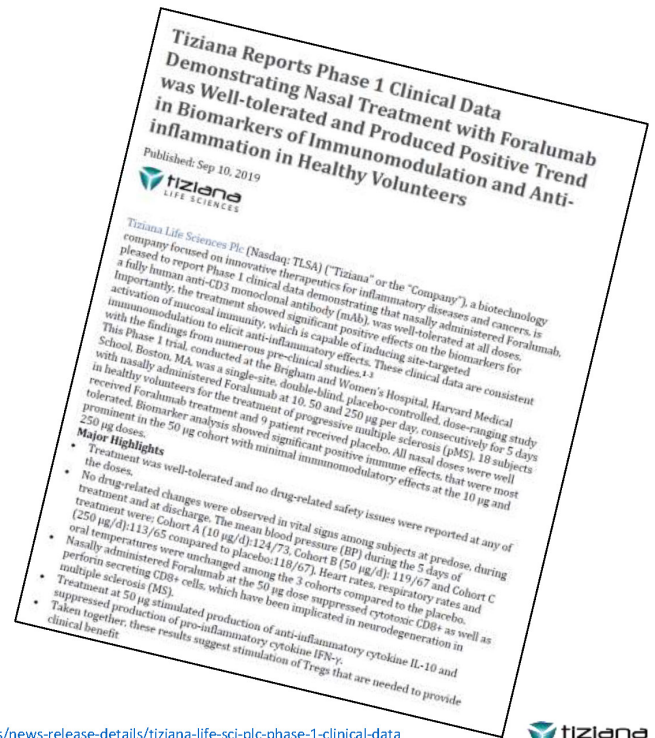 Tiziana Reports Phase 1 Clinical Data
Demonstrating Nasal Treatment with Foralumab
was Well-tolerated and Produced Positive Trend
in Biomarkers of Immunomodulation and Anti-
inflammation in Healthy Volunteers
Published: Sep 10, 2019
tiziana
LIFE SCIENCES
Tiziana Life Sciences Plc (Nasdaq: TLSA) ("Tiziana" or the "Company"), a biotechnology
company focused on innovative therapeutics for inflammatory diseases and cancers, is
pleased to report Phase 1 clinical data demonstrating that nasally administered Foralumab,
a fully human anti-CD3 monoclonal antibody (mAb), was well-tolerated at all doses.
Importantly, the treatment showed significant positive effects on the biomarkers for
activation of mucosal immunity, which is capable of inducing site-targeted
immunomodulation to elicit anti-inflammatory effects. These clinical data are consistent
with the findings from numerous pre-clinical studies.1-3
This Phase 1 trial, conducted at the Brigham and Women's Hospital, Harvard Medical
School, Boston, MA, was a single-site, double-blind, placebo-controlled, dose-ranging study
with nasally administered Foralumab at 10, 50 and 250 µg per day, consecutively for 5 days
in healthy volunteers for the treatment of progressive multiple sclerosis (pMS). 18 subjects
received Foralumab treatment and 9 patient received placebo. All nasal doses were well
tolerated. Biomarker analysis showed significant positive immune effects, that were most
prominent in the 50 µg cohort with minimal immunomodulatory effects at the 10 µg and
250 µg doses.
Major Highlights
• Treatment was well-tolerated and no drug-related safety issues were reported at any of
the doses.
• No drug-related changes were observed in vital signs among subjects at predose, during
treatment and at discharge. The mean blood pressure (BP) during the 5 days of
treatment were; Cohort A (10 µg/d):124/73, Cohort B (50 µg/d): 119/67 and Cohort C
(250 µg/d):113/65 compared to placebo:118/67). Heart rates, respiratory rates and
oral temperatures were unchanged among the 3 cohorts compared to the placebo.
• Nasally administered Foralumab at the 50 µg dose suppressed cytotoxic CD8+ as well as
perforin secreting CD8+ cells, which have been implicated in neurodegeneration in
multiple sclerosis (MS).
• Treatment at 50 µg stimulated production of anti-inflammatory cytokine IL-10 and
suppressed production of pro-inflammatory cytokine IFN-γ.
• Taken together, these results suggest stimulation of Tregs that are needed to provide
clinical benefit
s/news-release-details/tiziana-life-sci-plc-phase-1-clinical-data
tiziana